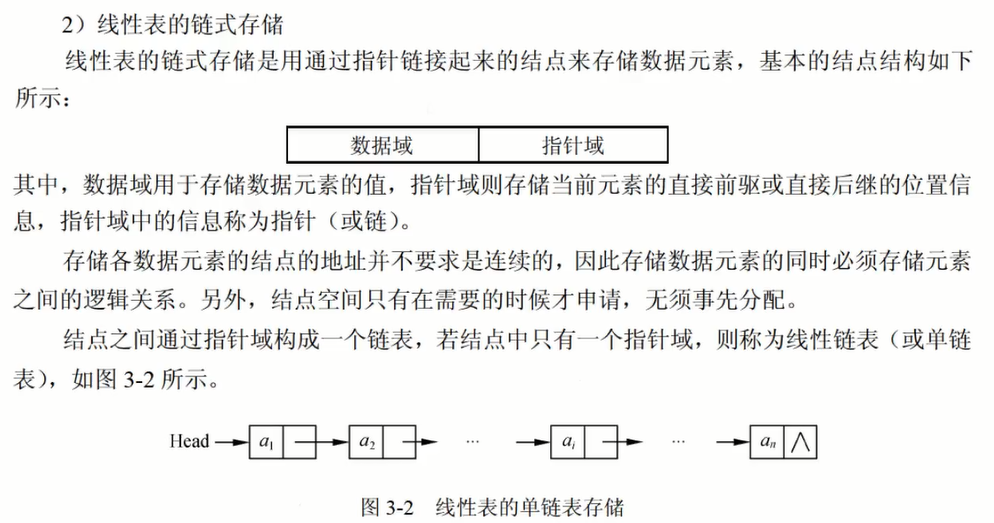 2）线性表的链式存储
线性表的链式存储是用通过指针链接起来的结点来存储数据元素，基本的结点结构如下
所示：
数据域 指针域
其中，数据域用于存储数据元素的值，指针域则存储当前元素的直接前驱或直接后继的位置信
息，指针域中的信息称为指针（或链）。
存储各数据元素的结点的地址并不要求是连续的，因此存储数据元素的同时必须存储元素
之间的逻辑关系。另外，结点空间只有在需要的时候才申请，无须事先分配。
结点之间通过指针域构成一个链表，若结点中只有一个指针域，则称为线性链表（或单链
表），如图 3-2 所示。
Head a1 a2 … ai … an ∧
图 3-2 线性表的单链表存储